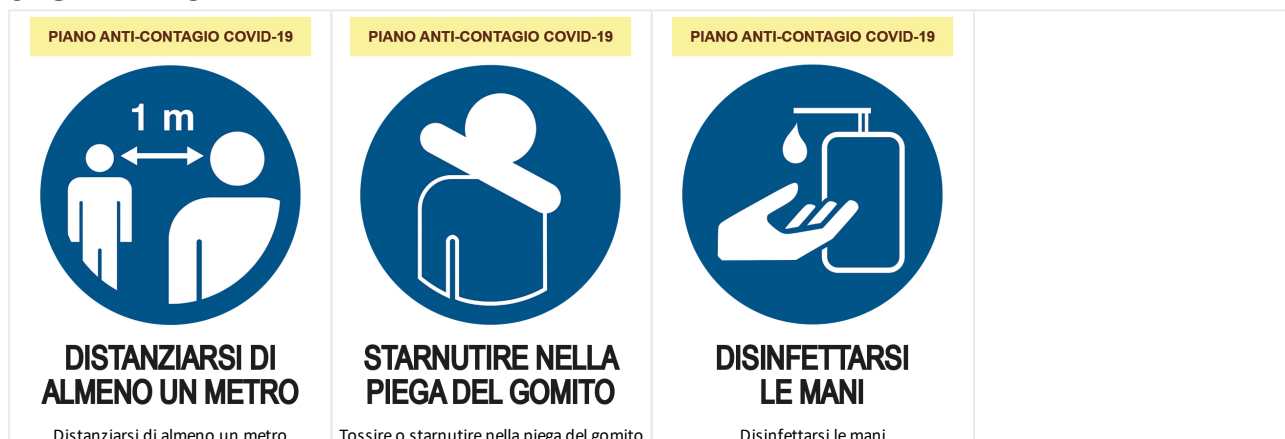 PIANO ANTI-CONTAGIO COVID-19
1 m
DISTANZIARSI DI
ALMENO UN METRO
Distanziarsi di almeno un metro
PIANO ANTI-CONTAGIO COVID-19
STARNUTIRE NELLA
PIEGA DEL GOMITO
Tossire o starnutire nella piega del gomito
PIANO ANTI-CONTAGIO COVID-19
DISINFETTARSI
LE MANI
Disinfettarsi le mani